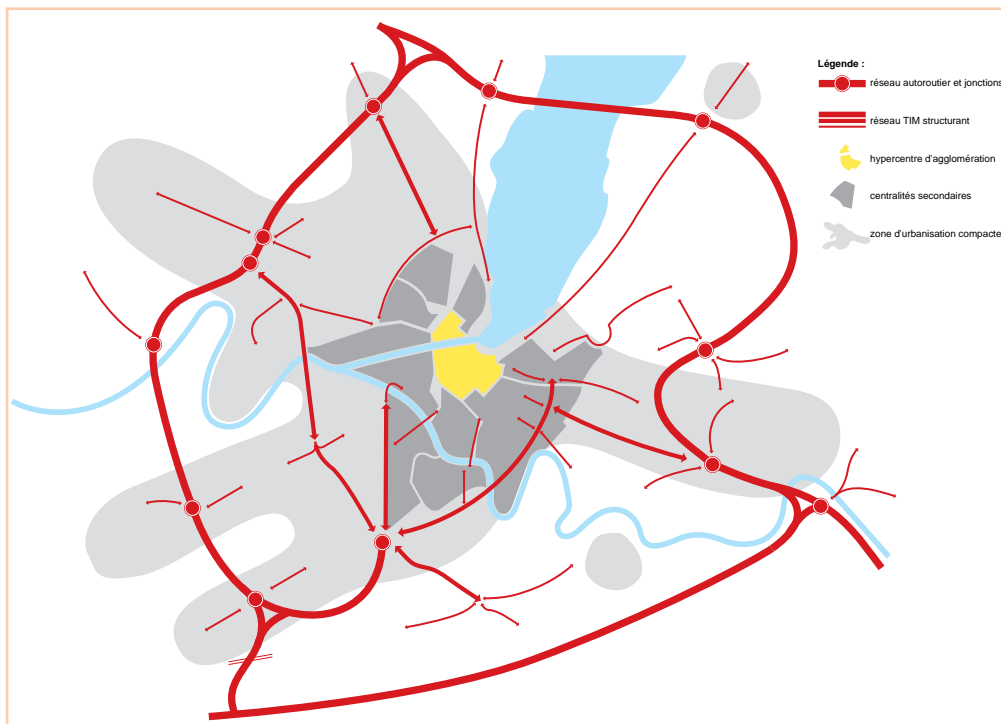 Légende :
réseau autoroutier et jonctions
réseau TIM structurant
hypercentre d'agglomération
centralités secondaires
zone d'urbanisation compacte